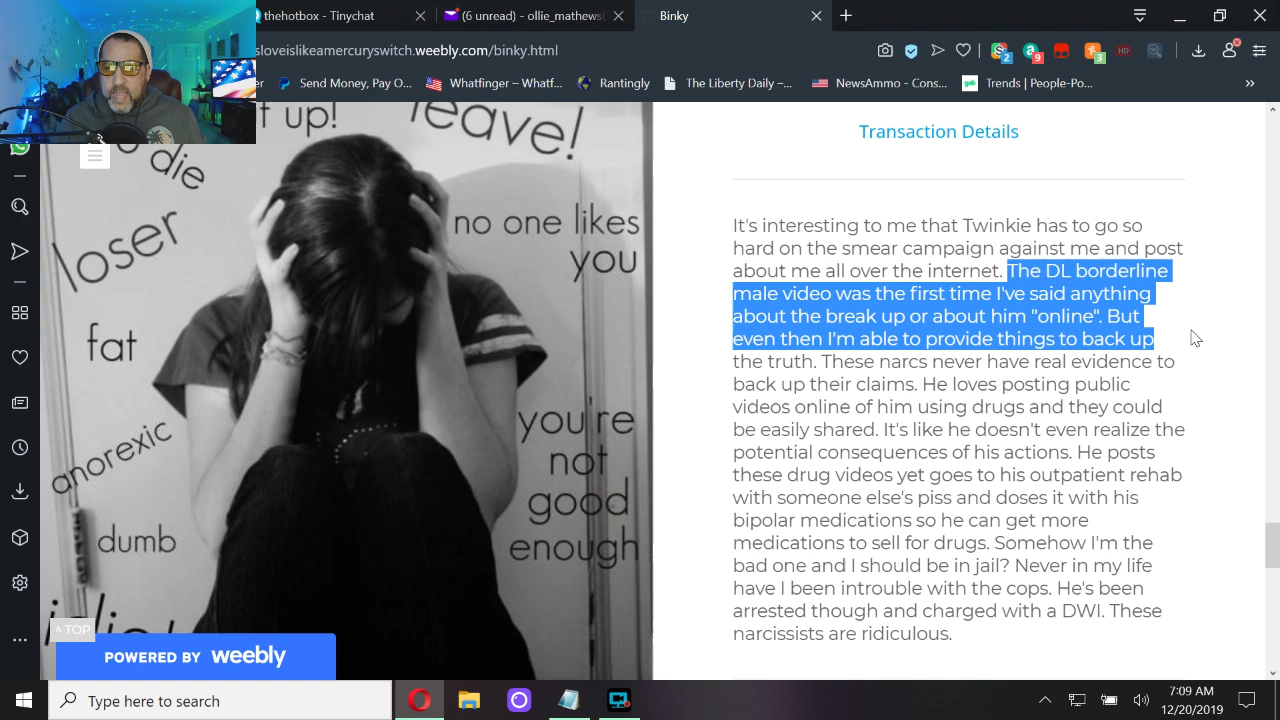 thehotbox - Tinychat
(6 unread) - ollie_mathews
Binky
sloveislikeamercuryswitch.weebly.com/binky.html
2
9
3
HD
er
Send Money, Pay O...
Whatfinger – Whatf...
Rantingly
The Liberty Daily –...
NewsAmmo - Cons...
gab
Trends | People-Po...
»
t up!
leave!
die
loser
no one likes
you
fat
anorexic
you're
not
good
enough
dumb
^ TOP
POWERED BY weebly
Transaction Details
It's interesting to me that Twinkie has to go so
hard on the smear campaign against me and post
about me all over the internet. The DL borderline
male video was the first time I've said anything
about the break up or about him "online". But
even then I'm able to provide things to back up
the truth. These narcs never have real evidence to
back up their claims. He loves posting public
videos online of him using drugs and they could
be easily shared. It's like he doesn't even realize the
potential consequences of his actions. He posts
these drug videos yet goes to his outpatient rehab
with someone else's piss and doses it with his
bipolar medications so he can get more
medications to sell for drugs. Somehow I'm the
bad one and I should be in jail? Never in my life
have I been introuble with the cops. He's been
arrested though and charged with a DWI. These
narcissists are ridiculous.
Type here to search
7:09 AM
12/20/2019